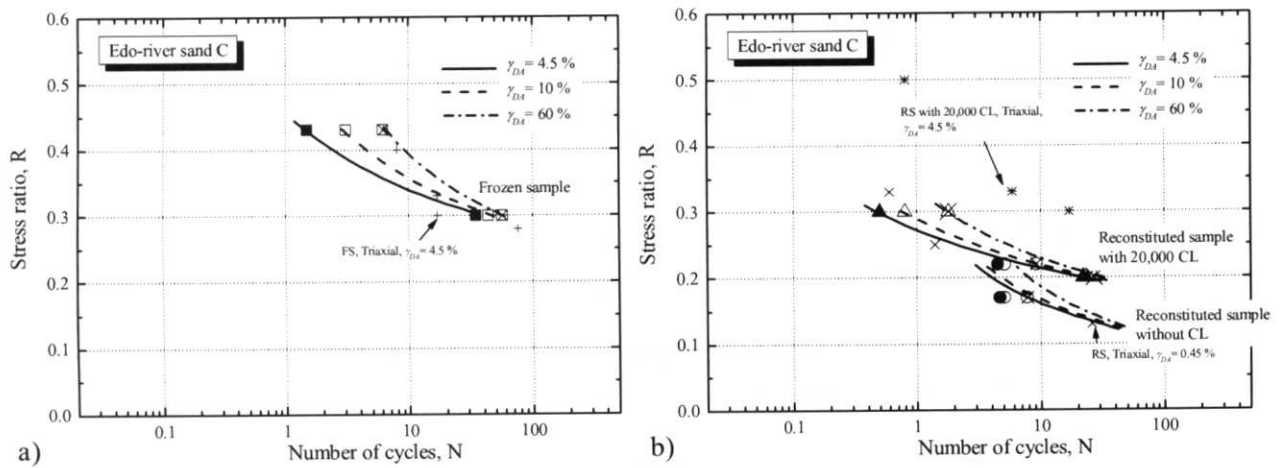 0.6
Edo-river sand C
γDA= 4.5 %
γDA= 10 %
γDA= 60 %
0.5
0.4
Stress ratio, R
Frozen sample
0.3
FS, Triaxial, γDA= 4.5 %
0.2
0.1
0.0
0.1
1
10
100
Number of cycles, N
a)
0.6
Edo-river sand C
γDA= 4.5 %
γDA= 10 %
γDA= 60 %
0.5
RS with 20,000 CL, Triaxial,
γDA= 4.5 %
0.4
Stress ratio, R
0.3
Reconstituted sample
with 20,000 CL
0.2
Reconstituted sample
without CL
RS, Triaxial, γDA= 0.45 %
0.1
0.0
0.1
1
10
100
Number of cycles, N
b)